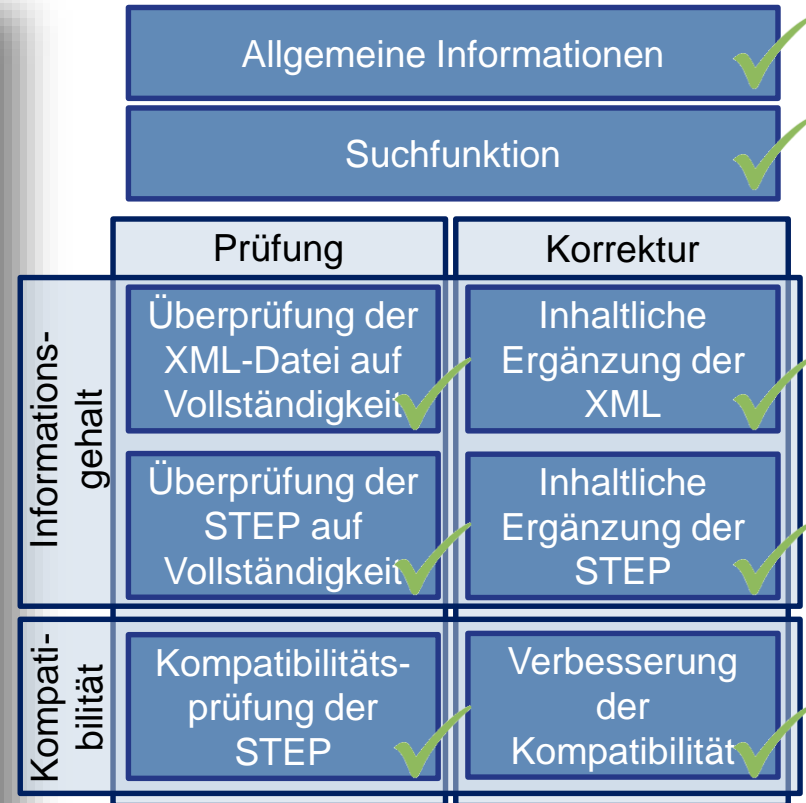 Allgemeine Informationen
Suchfunktion
Prüfung
Korrektur
Informations-
gehalt
Überprüfung der
XML-Datei auf
Vollständigkeit
Inhaltliche
Ergänzung der
XML
Überprüfung der
STEP auf
Vollständigkeit
Inhaltliche
Ergänzung der
STEP
Kompati-
bilität
Kompatibilitäts-
prüfung der
STEP
Verbesserung
der
Kompatibilität